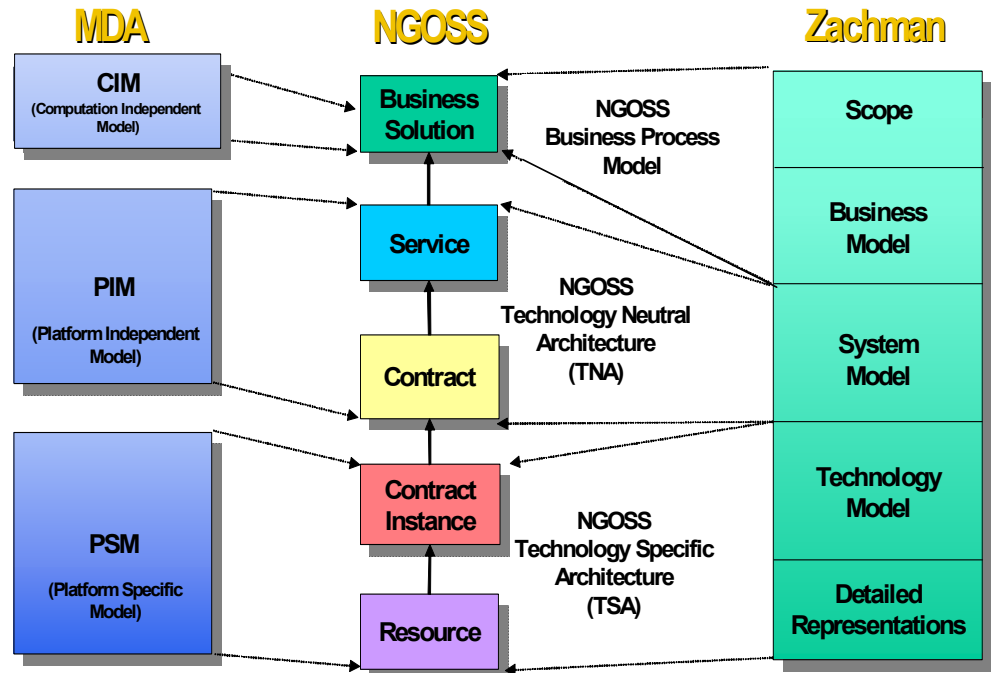 MDA
NGOSS
Zachman
CIM
(Computation Independent
Model)
PIM
(Platform Independent
Model)
PSM
(Platform Specific
Model)
Business
Solution
Service
Contract
Contract
Instance
Resource
NGOSS
Business Process
Model
NGOSS
Technology Neutral
Architecture
(TNA)
NGOSS
Technology Specific
Architecture
(TSA)
Scope
Business
Model
System
Model
Technology
Model
Detailed
Representations